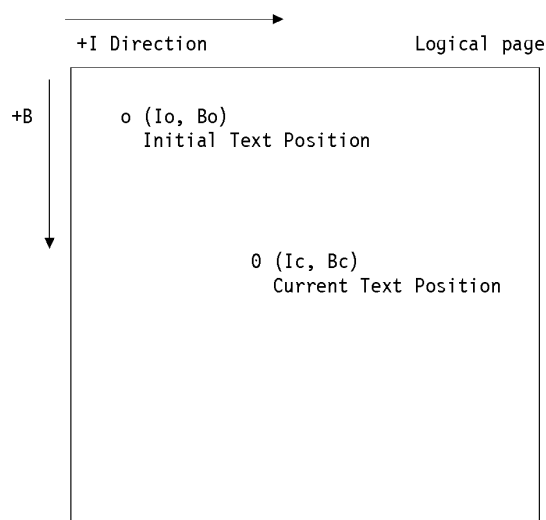 +I Direction Logical page
+B o (Io, Bo)
Initial Text Position
0 (Ic, Bc)
Current Text Position